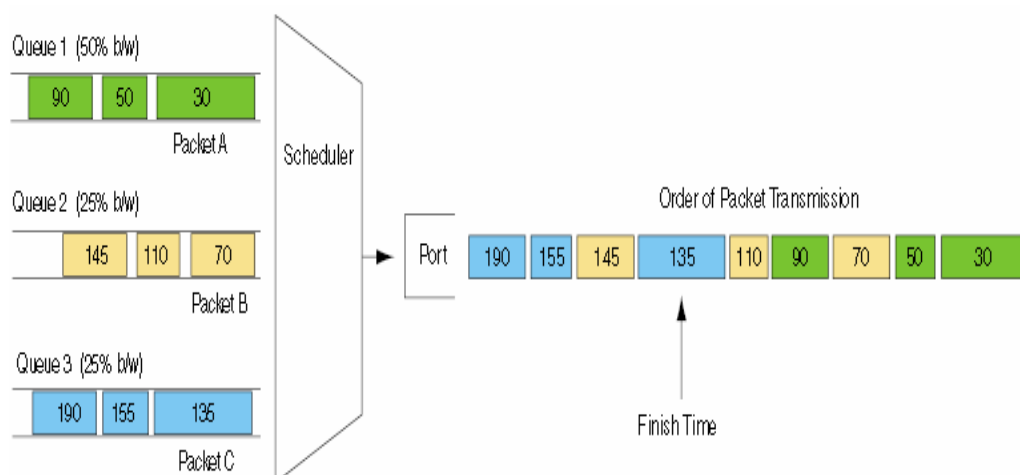 Queue 1 (50% b/w)
90 50 30
Packet A
Queue 2 (25% b/w)
145 110 70
Packet B
Queue 3 (25% b/w)
190 155 135
Packet C
Scheduler
Port
Order of Packet Transmission
190 155 145 135 110 90 70 50 30
Finish Time